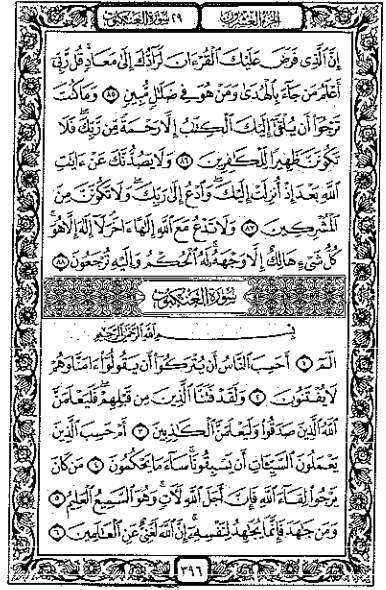 الجزء العشرون ٢٩ سورة العنكبوت
إِنَّ ٱلَّذِى فَرَضَ عَلَيْكَ ٱلْقُرْءَانَ لَرَآدُّكَ إِلَىٰ مَعَادٍ قُل رَّبِّىٓ
أَعْلَمُ مَن جَآءَ بِٱلْهُدَىٰ وَمَنْ هُوَ فِى ضَلَٰلٍ مُّبِينٍ ٨٥ وَمَا كُنتَ
تَرْجُوٓا۟ أَن يُلْقَىٰٓ إِلَيْكَ ٱلْكِتَٰبُ إِلَّا رَحْمَةً مِّن رَّبِّكَ فَلَا
تَكُونَنَّ ظَهِيرًا لِّلْكَٰفِرِينَ ٨٦ وَلَا يَصُدُّنَّكَ عَنْ ءَايَٰتِ
ٱللَّهِ بَعْدَ إِذْ أُنزِلَتْ إِلَيْكَ وَٱدْعُ إِلَىٰ رَبِّكَ وَلَا تَكُونَنَّ مِنَ
ٱلْمُشْرِكِينَ ٨٧ وَلَا تَدْعُ مَعَ ٱللَّهِ إِلَٰهًا ءَاخَرَ لَآ إِلَٰهَ إِلَّا هُوَ
كُلُّ شَىْءٍ هَالِكٌ إِلَّا وَجْهَهُۥ لَهُ ٱلْحُكْمُ وَإِلَيْهِ تُرْجَعُونَ ٨٨
سورة العنكبوت
بِسْمِ ٱللَّهِ ٱلرَّحْمَٰنِ ٱلرَّحِيمِ
الٓمٓ ١ أَحَسِبَ ٱلنَّاسُ أَن يُتْرَكُوٓا۟ أَن يَقُولُوٓا۟ ءَامَنَّا وَهُمْ
لَا يُفْتَنُونَ ٢ وَلَقَدْ فَتَنَّا ٱلَّذِينَ مِن قَبْلِهِمْ فَلَيَعْلَمَنَّ
ٱللَّهُ ٱلَّذِينَ صَدَقُوا۟ وَلَيَعْلَمَنَّ ٱلْكَٰذِبِينَ ٣ أَمْ حَسِبَ ٱلَّذِينَ
يَعْمَلُونَ ٱلسَّيِّـَٔاتِ أَن يَسْبِقُونَا سَآءَ مَا يَحْكُمُونَ ٤ مَن كَانَ
يَرْجُوا۟ لِقَآءَ ٱللَّهِ فَإِنَّ أَجَلَ ٱللَّهِ لَءَاتٍ وَهُوَ ٱلسَّمِيعُ ٱلْعَلِيمُ ٥
وَمَن جَٰهَدَ فَإِنَّمَا يُجَٰهِدُ لِنَفْسِهِۦٓ إِنَّ ٱللَّهَ لَغَنِىٌّ عَنِ ٱلْعَٰلَمِينَ ٦
٣٩٦